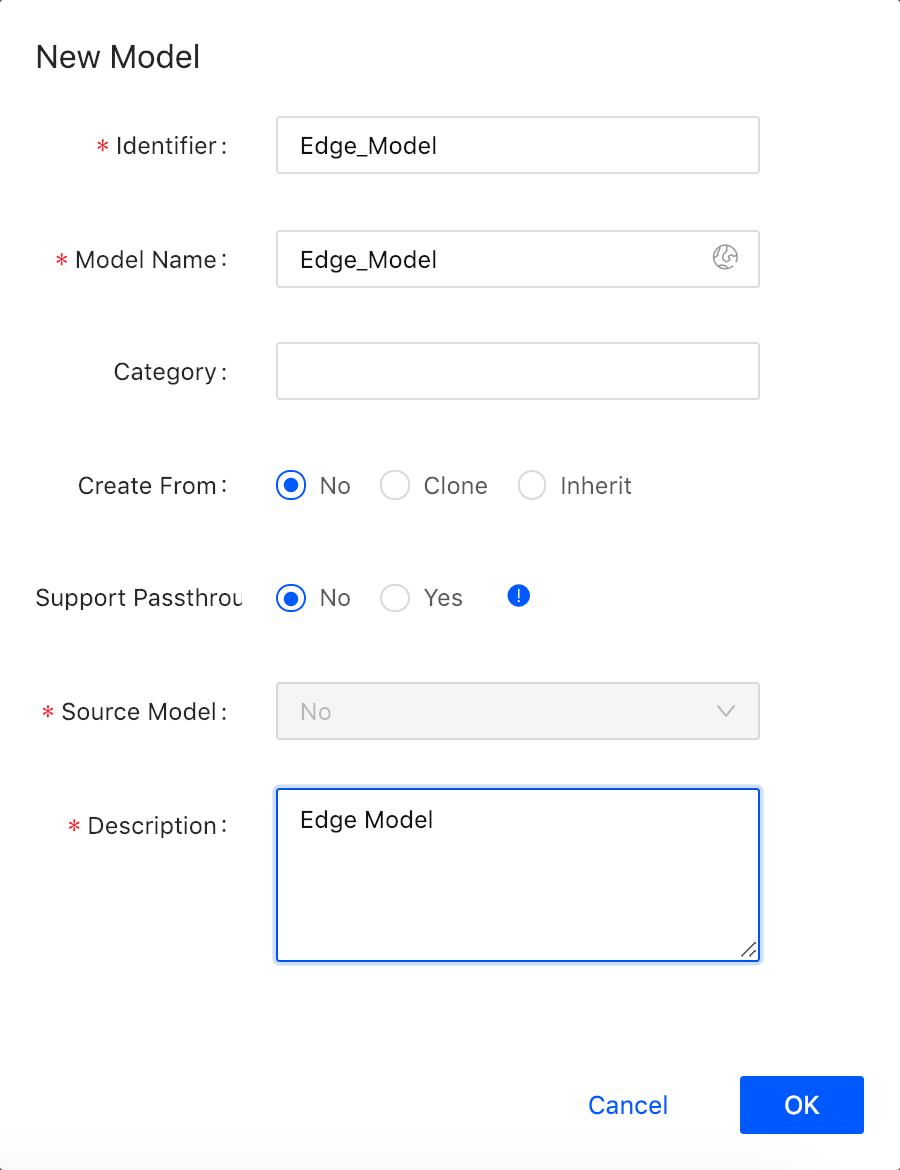 New Model
* Identifier :
Edge_Model
* Model Name :
Edge_Model
Category :
Create From : No Clone Inherit
Support Passthrou No Yes !
* Source Model :
No
* Description :
Edge Model
Cancel OK